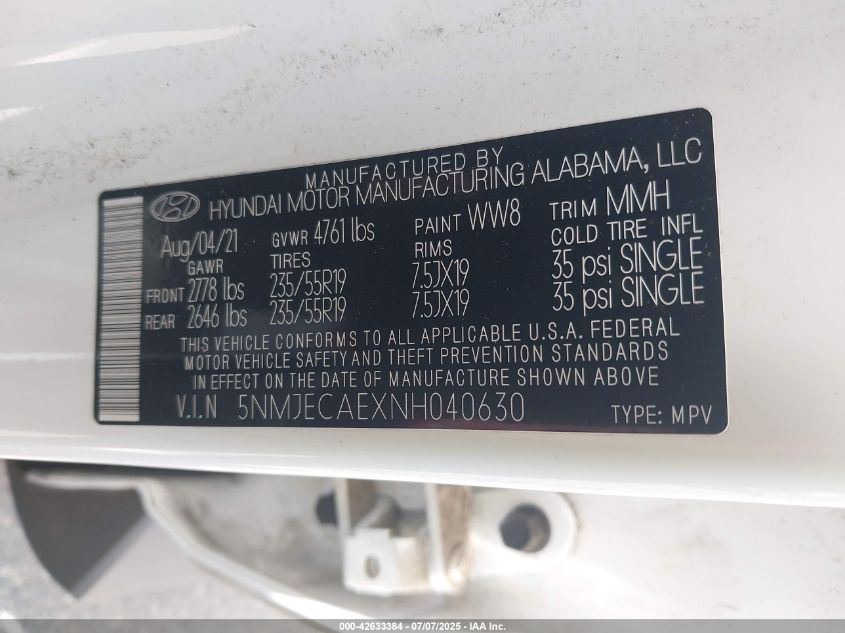 MANUFACTURED BY
HYUNDAI MOTOR MANUFACTURING ALABAMA, LLC
Aug/04/21 GVWR 4761 lbs PAINT WW8 TRIM MMH
GAWR TIRES RIMS COLD TIRE INFL
FRONT 2778 lbs 235/55R19 7.5JX19 35 psi SINGLE
REAR 2646 lbs 235/55R19 7.5JX19 35 psi SINGLE
THIS VEHICLE CONFORMS TO ALL APPLICABLE U.S.A. FEDERAL
MOTOR VEHICLE SAFETY AND THEFT PREVENTION STANDARDS
IN EFFECT ON THE DATE OF MANUFACTURE SHOWN ABOVE
V.I.N 5NMJECAEXNH040630 TYPE: MPV
000-42633384 - 07/07/2025 - IAA Inc.